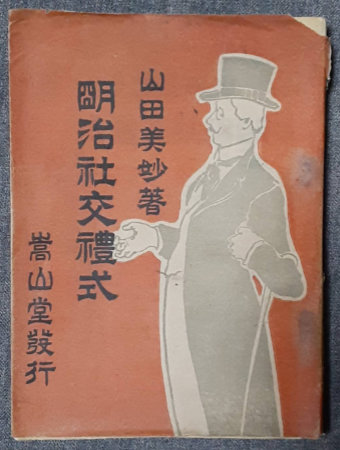 山田美妙著
明治社交禮式
嵩山堂發行